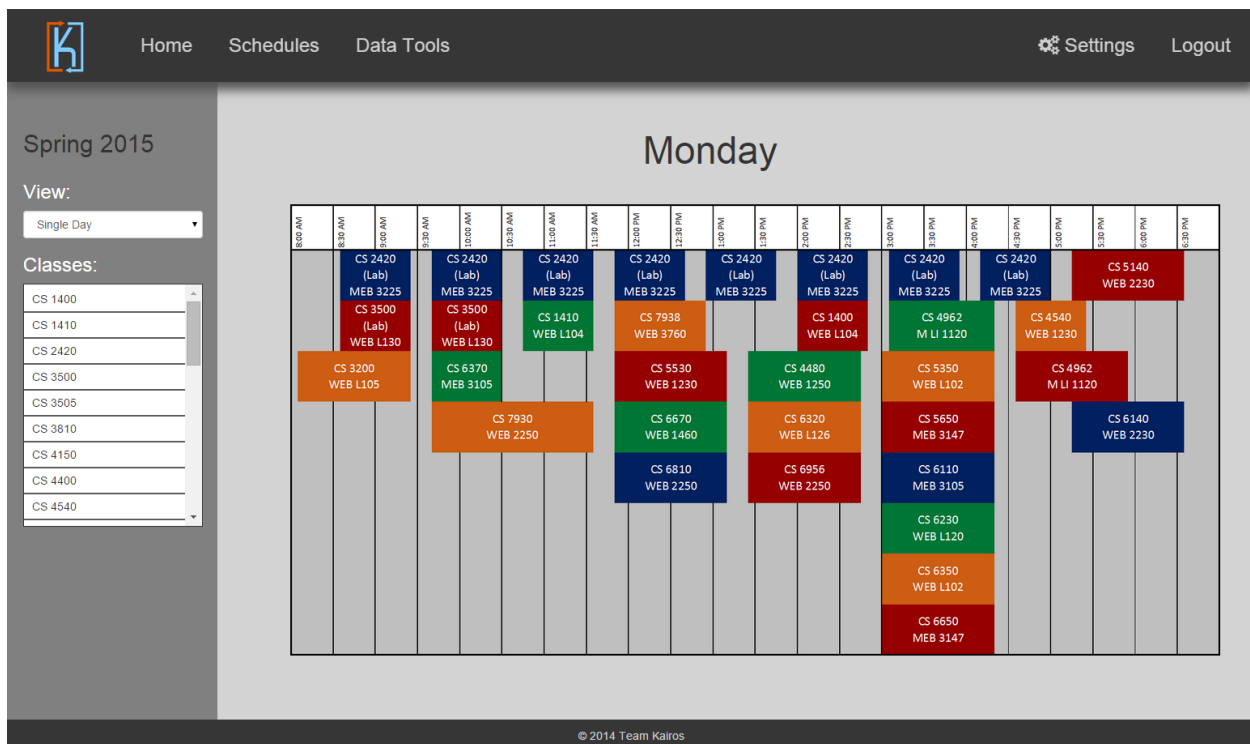 Home Schedules Data Tools Settings Logout
Spring 2015
View:
Single Day
Classes:
CS 1400
CS 1410
CS 2420
CS 3500
CS 3505
CS 3810
CS 4150
CS 4400
CS 4540
Monday
8:00 AM 8:30 AM 9:00 AM 9:30 AM 10:00 AM 10:30 AM 11:00 AM 11:30 AM 12:00 PM 12:30 PM 1:00 PM 1:30 PM 2:00 PM 2:30 PM 3:00 PM 3:30 PM 4:00 PM 4:30 PM 5:00 PM 5:30 PM 6:00 PM 6:30 PM
CS 2420
(Lab)
MEB 3225
CS 2420
(Lab)
MEB 3225
CS 2420
(Lab)
MEB 3225
CS 2420
(Lab)
MEB 3225
CS 2420
(Lab)
MEB 3225
CS 2420
(Lab)
MEB 3225
CS 2420
(Lab)
MEB 3225
CS 2420
(Lab)
MEB 3225
CS 5140
WEB 2230
CS 3500
(Lab)
WEB L130
CS 3500
(Lab)
WEB L130
CS 1410
WEB L104
CS 7938
WEB 3760
CS 1400
WEB L104
CS 4962
M LI 1120
CS 4540
WEB 1230
CS 3200
WEB L105
CS 6370
MEB 3105
CS 5530
WEB 1230
CS 4480
WEB 1250
CS 5350
WEB L102
CS 4962
M LI 1120
CS 7930
WEB 2250
CS 6670
WEB 1460
CS 6320
WEB L126
CS 5650
MEB 3147
CS 6140
WEB 2230
CS 6810
WEB 2250
CS 6956
WEB 2250
CS 6110
MEB 3105
CS 6230
WEB L120
CS 6350
WEB L102
CS 6650
MEB 3147
© 2014 Team Kairos